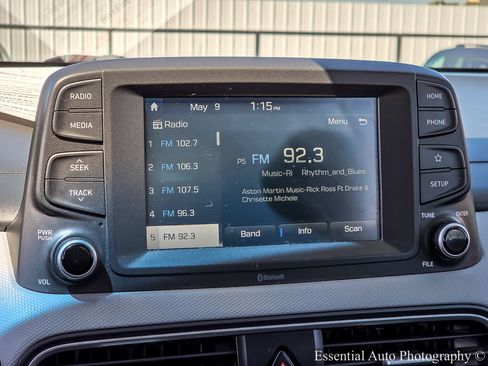 RADIO
MEDIA
SEEK
TRACK
PWR
PUSH
VOL
May 9 1:15PM
Radio
Menu
1 FM 102.7
2 FM 106.3
3 FM 107.5
4 FM 96.3
5 FM 92.3
P5 FM 92.3
Music-Ri Rhythm_and_Blues
Aston Martin Music-Rick Ross Ft Drake &
Chrisette Michele
Band Info Scan
Bluetooth
HOME
PHONE
SETUP
TUNE ENTER
FILE
Essential Auto Photography ©